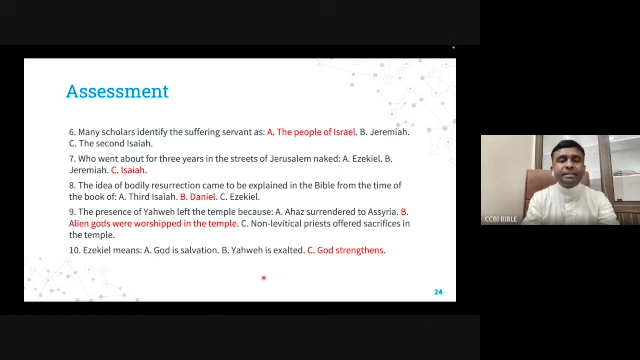 Assessment
6. Many scholars identify the suffering servant as: A. The people of Israel. B. Jeremiah.
C. The second Isaiah.
7. Who went about for three years in the streets of Jerusalem naked: A. Ezekiel. B.
Jeremiah. C. Isaiah.
8. The idea of bodily resurrection came to be explained in the Bible from the time of
the book of: A. Third Isaiah. B. Daniel. C. Ezekiel.
9. The presence of Yahweh left the temple because: A. Ahaz surrendered to Assyria. B.
Alien gods were worshipped in the temple. C. Non-levitical priests offered sacrifices in
the temple.
10. Ezekiel means: A. God is salvation. B. Yahweh is exalted. C. God strengthens.
24
CCBI BIBLE